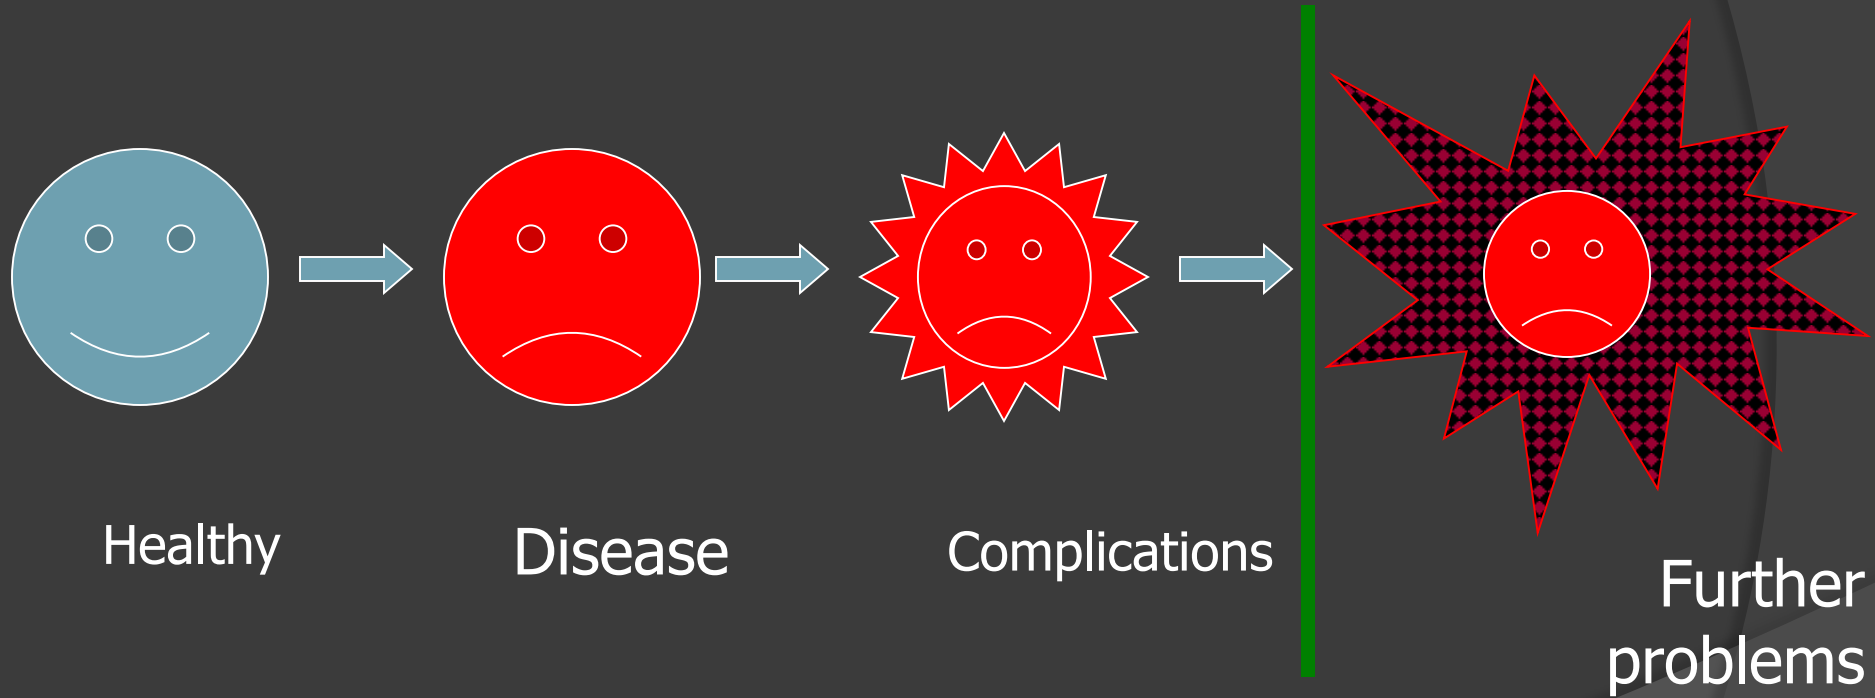 Healthy
Disease
Complications
Further
problems